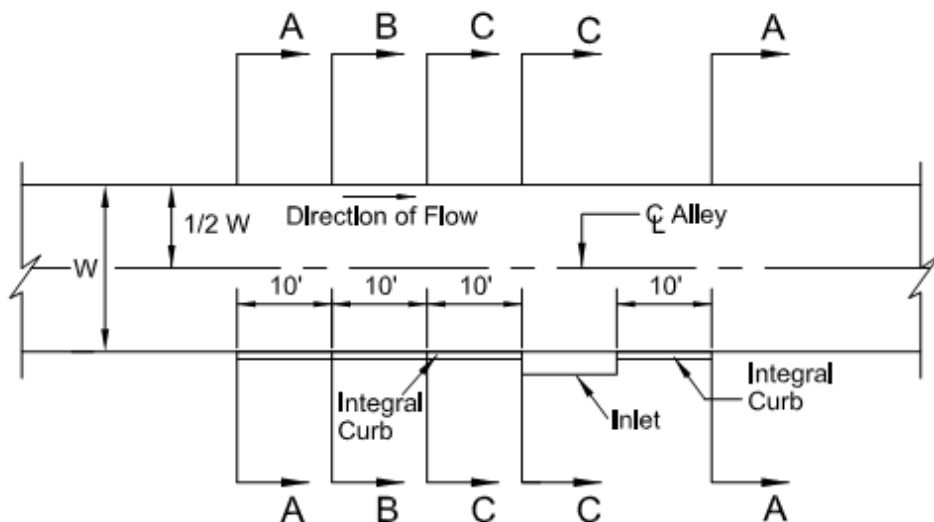 A B C C A
1/2 W
Direction of Flow
℄ Alley
W
10' 10' 10' 10'
Integral
Curb
Inlet
Integral
Curb
A B C C A